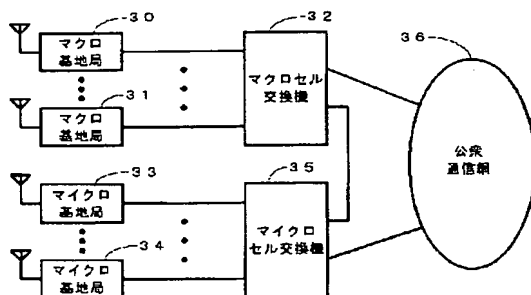 30
マクロ
基地局
31
マクロ
基地局
32
マクロセル
交換機
33
マイクロ
基地局
34
マイクロ
基地局
35
マイクロ
セル交換機
36
公衆
通信網